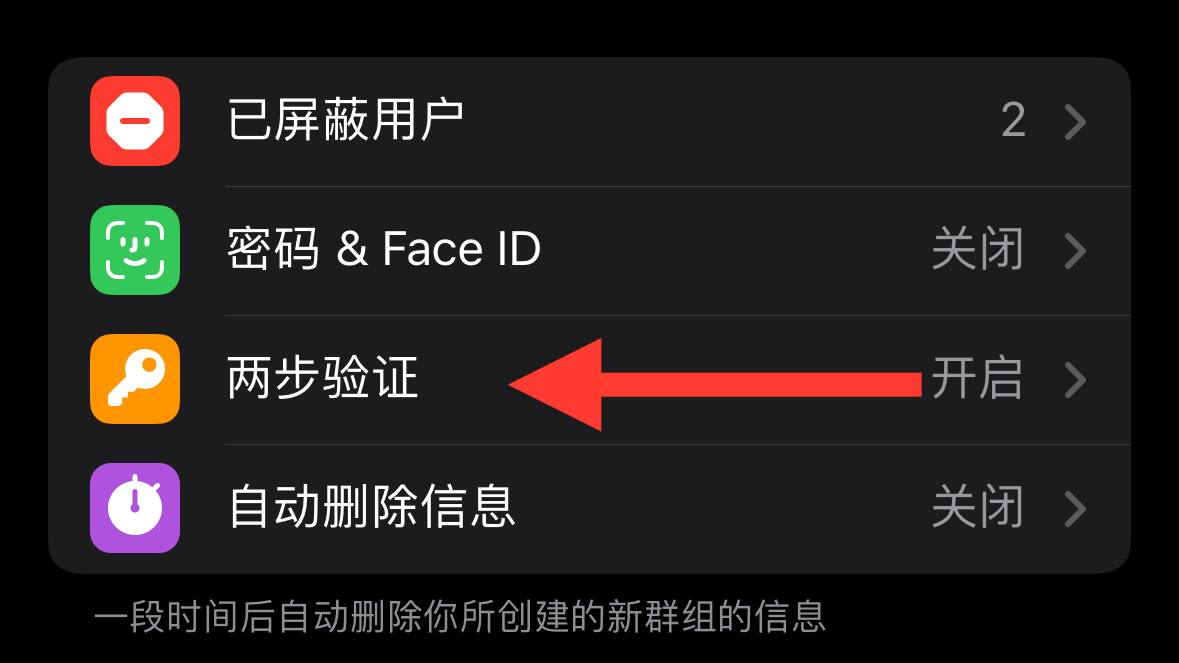 已屏蔽用户 2
密码 & Face ID 关闭
两步验证 开启
自动删除信息 关闭
一段时间后自动删除你所创建的新群组的信息